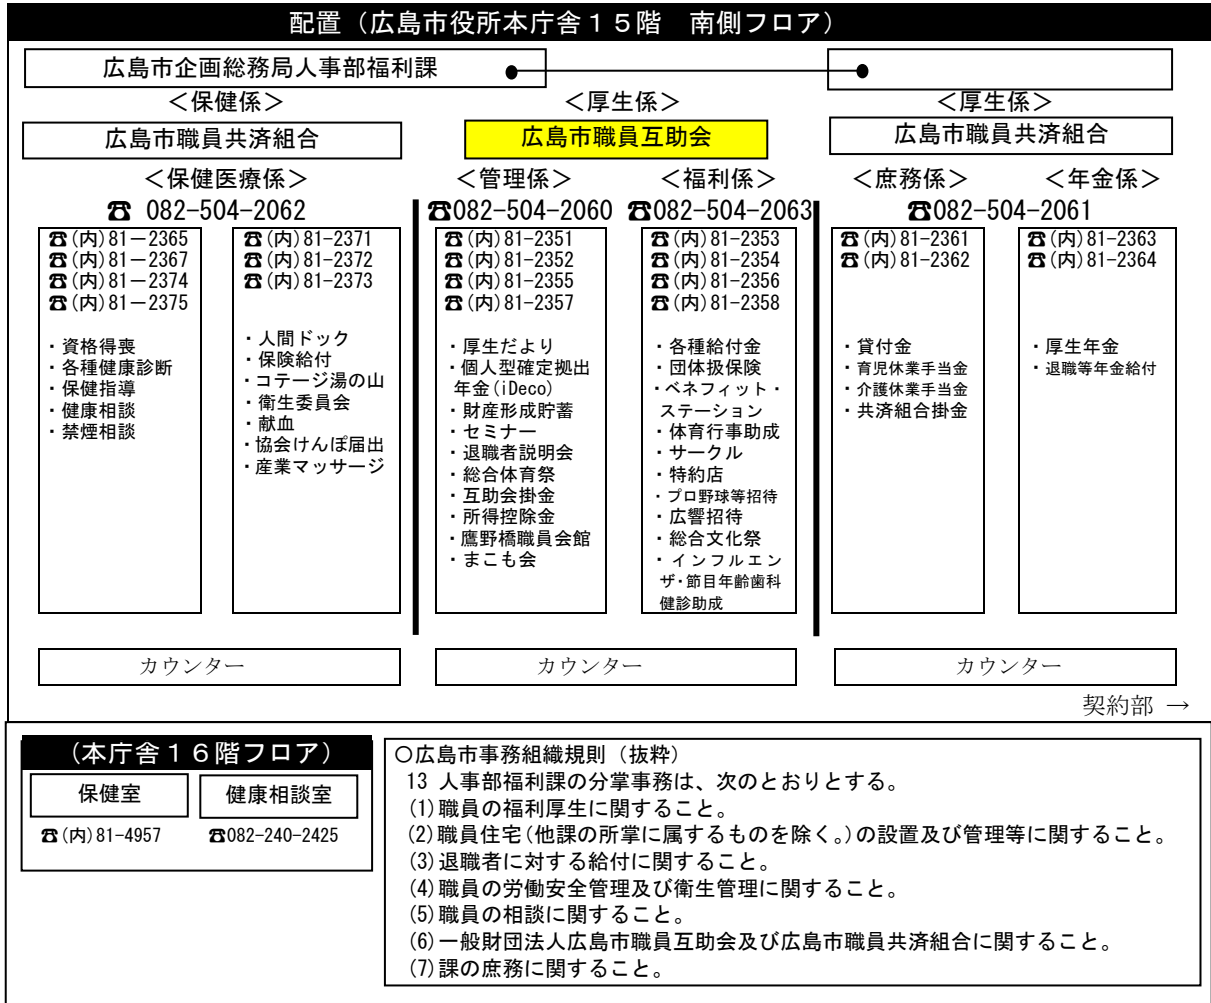 配置（広島市役所本庁舎１５階　南側フロア）
広島市企画総務局人事部福利課
＜保健係＞
＜厚生係＞
＜厚生係＞
広島市職員共済組合
広島市職員互助会
広島市職員共済組合
＜保健医療係＞
＜管理係＞
＜福利係＞
＜庶務係＞
＜年金係＞
☎ 082-504-2062
☎082-504-2060
☎082-504-2063
☎082-504-2061
☎(内)81－2365
☎(内)81－2367
☎(内)81－2374
☎(内)81－2375
・資格得喪
・各種健康診断
・保健指導
・健康相談
・禁煙相談
☎(内)81-2371
☎(内)81-2372
☎(内)81-2373
・人間ドック
・保険給付
・コテージ湯の山
・衛生委員会
・献血
・協会けんぽ届出
・産業マッサージ
☎(内)81-2351
☎(内)81-2352
☎(内)81-2355
☎(内)81-2357
・厚生だより
・個人型確定拠出
年金(iDeco)
・財産形成貯蓄
・セミナー
・退職者説明会
・総合体育祭
・互助会掛金
・所得控除金
・鷹野橋職員会館
・まこも会
☎(内)81-2353
☎(内)81-2354
☎(内)81-2356
☎(内)81-2358
・各種給付金
・団体扱保険
・ベネフィット・
ステーション
・体育行事助成
・サークル
・特約店
・プロ野球等招待
・広響招待
・総合文化祭
・インフルエン
ザ・節目年齢歯科
健診助成
☎(内)81-2361
☎(内)81-2362
・貸付金
・育児休業手当金
・介護休業手当金
・共済組合掛金
☎(内)81-2363
☎(内)81-2364
・厚生年金
・退職等年金給付
カウンター
カウンター
カウンター
契約部 →
（本庁舎１６階フロア）
保健室
健康相談室
☎(内)81-4957
☎082-240-2425
〇広島市事務組織規則（抜粋）
13 人事部福利課の分掌事務は、次のとおりとする。
(1)職員の福利厚生に関すること。
(2)職員住宅(他課の所掌に属するものを除く。)の設置及び管理等に関すること。
(3)退職者に対する給付に関すること。
(4)職員の労働安全管理及び衛生管理に関すること。
(5)職員の相談に関すること。
(6)一般財団法人広島市職員互助会及び広島市職員共済組合に関すること。
(7)課の庶務に関すること。